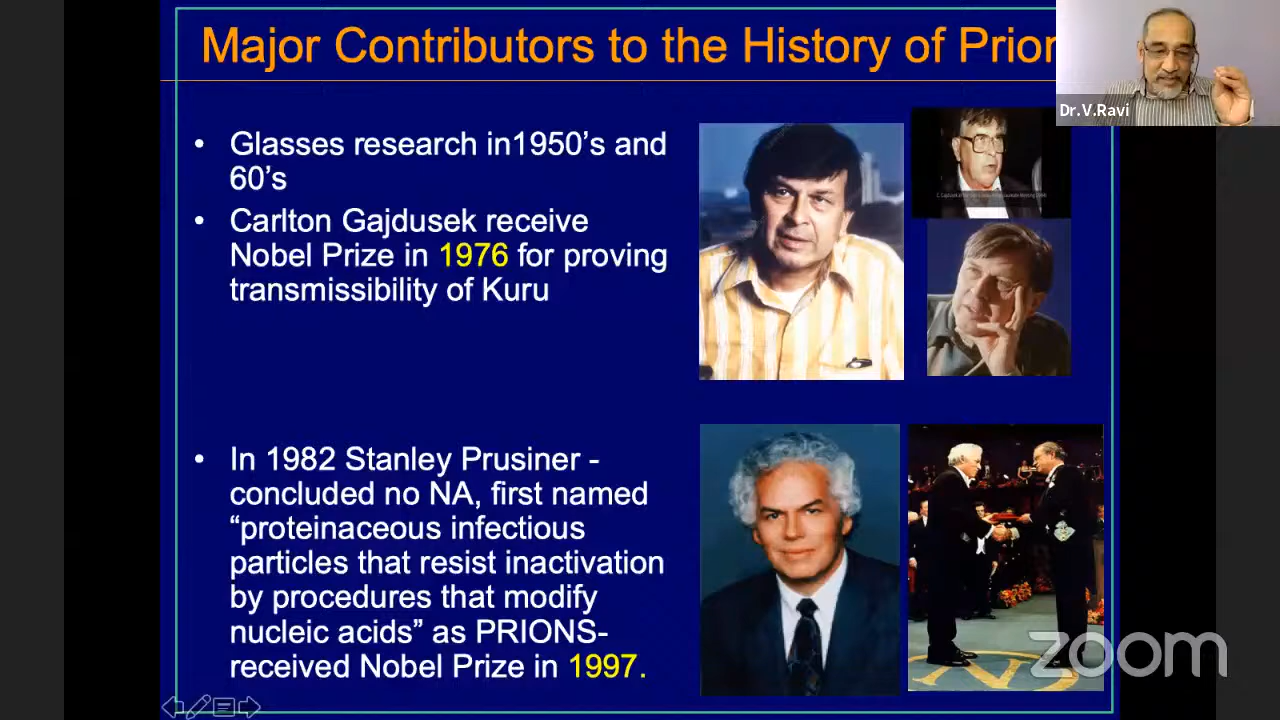 Major Contributors to the History of Prion
Dr.V.Ravi
• Glasses research in1950’s and
60’s
• Carlton Gajdusek receive
Nobel Prize in 1976 for proving
transmissibility of Kuru
• In 1982 Stanley Prusiner -
concluded no NA, first named
“proteinaceous infectious
particles that resist inactivation
by procedures that modify
nucleic acids” as PRIONS-
received Nobel Prize in 1997.
zoom